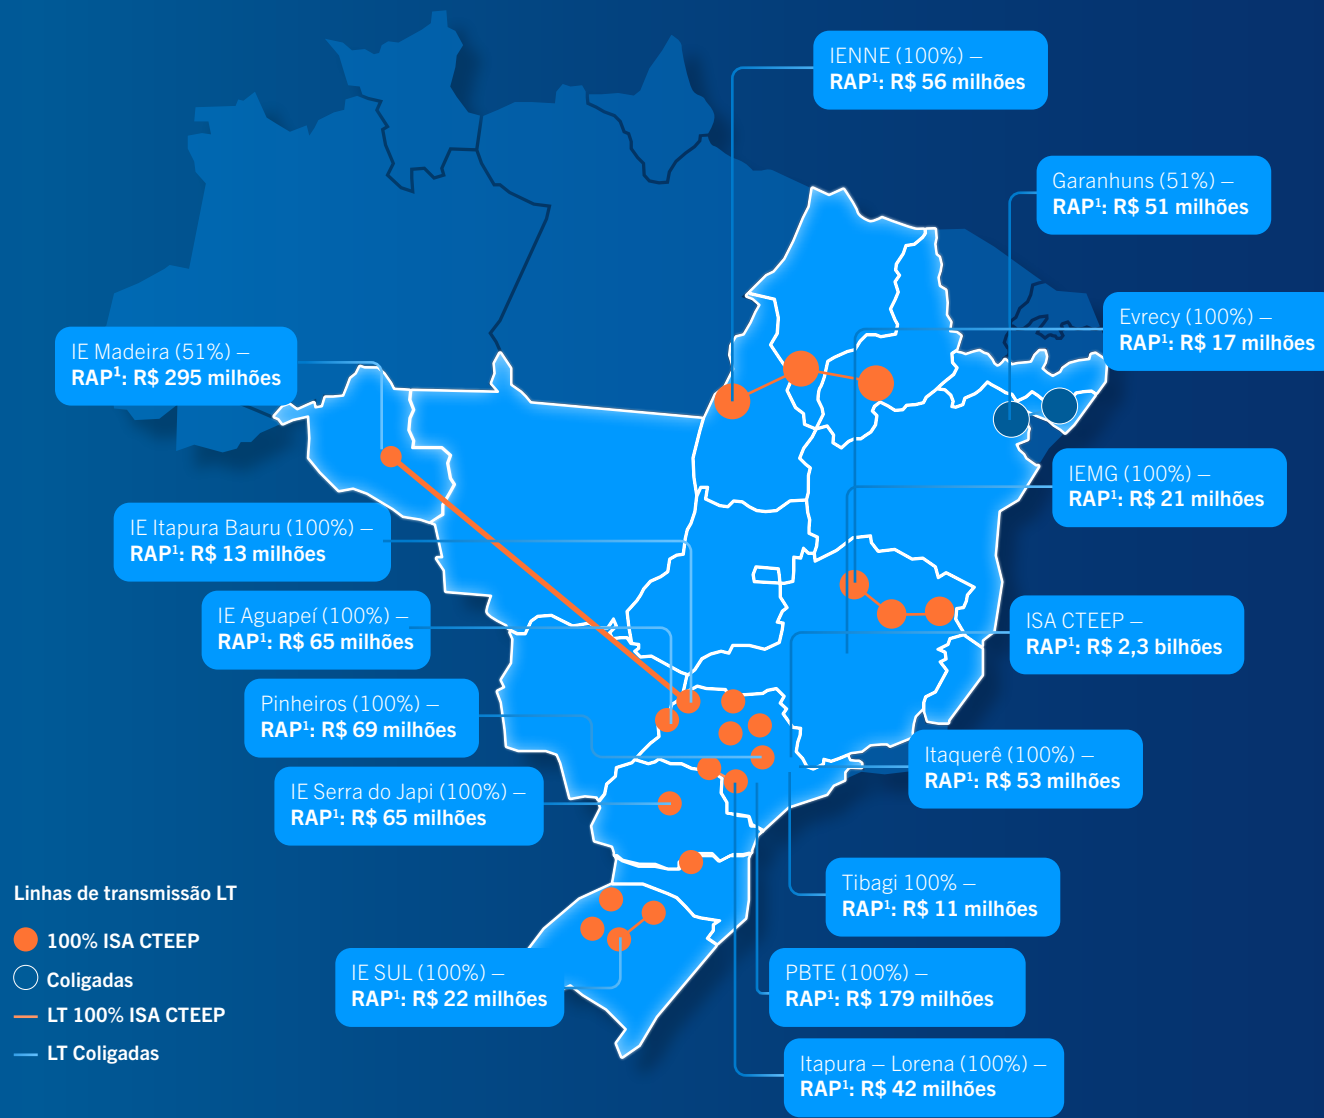 IENNE (100%) –
RAP¹: R$ 56 milhões
Garanhuns (51%) –
RAP¹: R$ 51 milhões
Evrecy (100%) –
RAP¹: R$ 17 milhões
IE Madeira (51%) –
RAP¹: R$ 295 milhões
IEMG (100%) –
RAP¹: R$ 21 milhões
IE Itapura Bauru (100%) –
RAP¹: R$ 13 milhões
IE Aguapeí (100%) –
RAP¹: R$ 65 milhões
ISA CTEEP –
RAP¹: R$ 2,3 bilhões
Pinheiros (100%) –
RAP¹: R$ 69 milhões
Itaquerê (100%) –
RAP¹: R$ 53 milhões
IE Serra do Japi (100%) –
RAP¹: R$ 65 milhões
Tibagi 100% –
RAP¹: R$ 11 milhões
Linhas de transmissão LT
100% ISA CTEEP
Coligadas
LT 100% ISA CTEEP
LT Coligadas
IE SUL (100%) –
RAP¹: R$ 22 milhões
PBTE (100%) –
RAP¹: R$ 179 milhões
Itapura – Lorena (100%) –
RAP¹: R$ 42 milhões